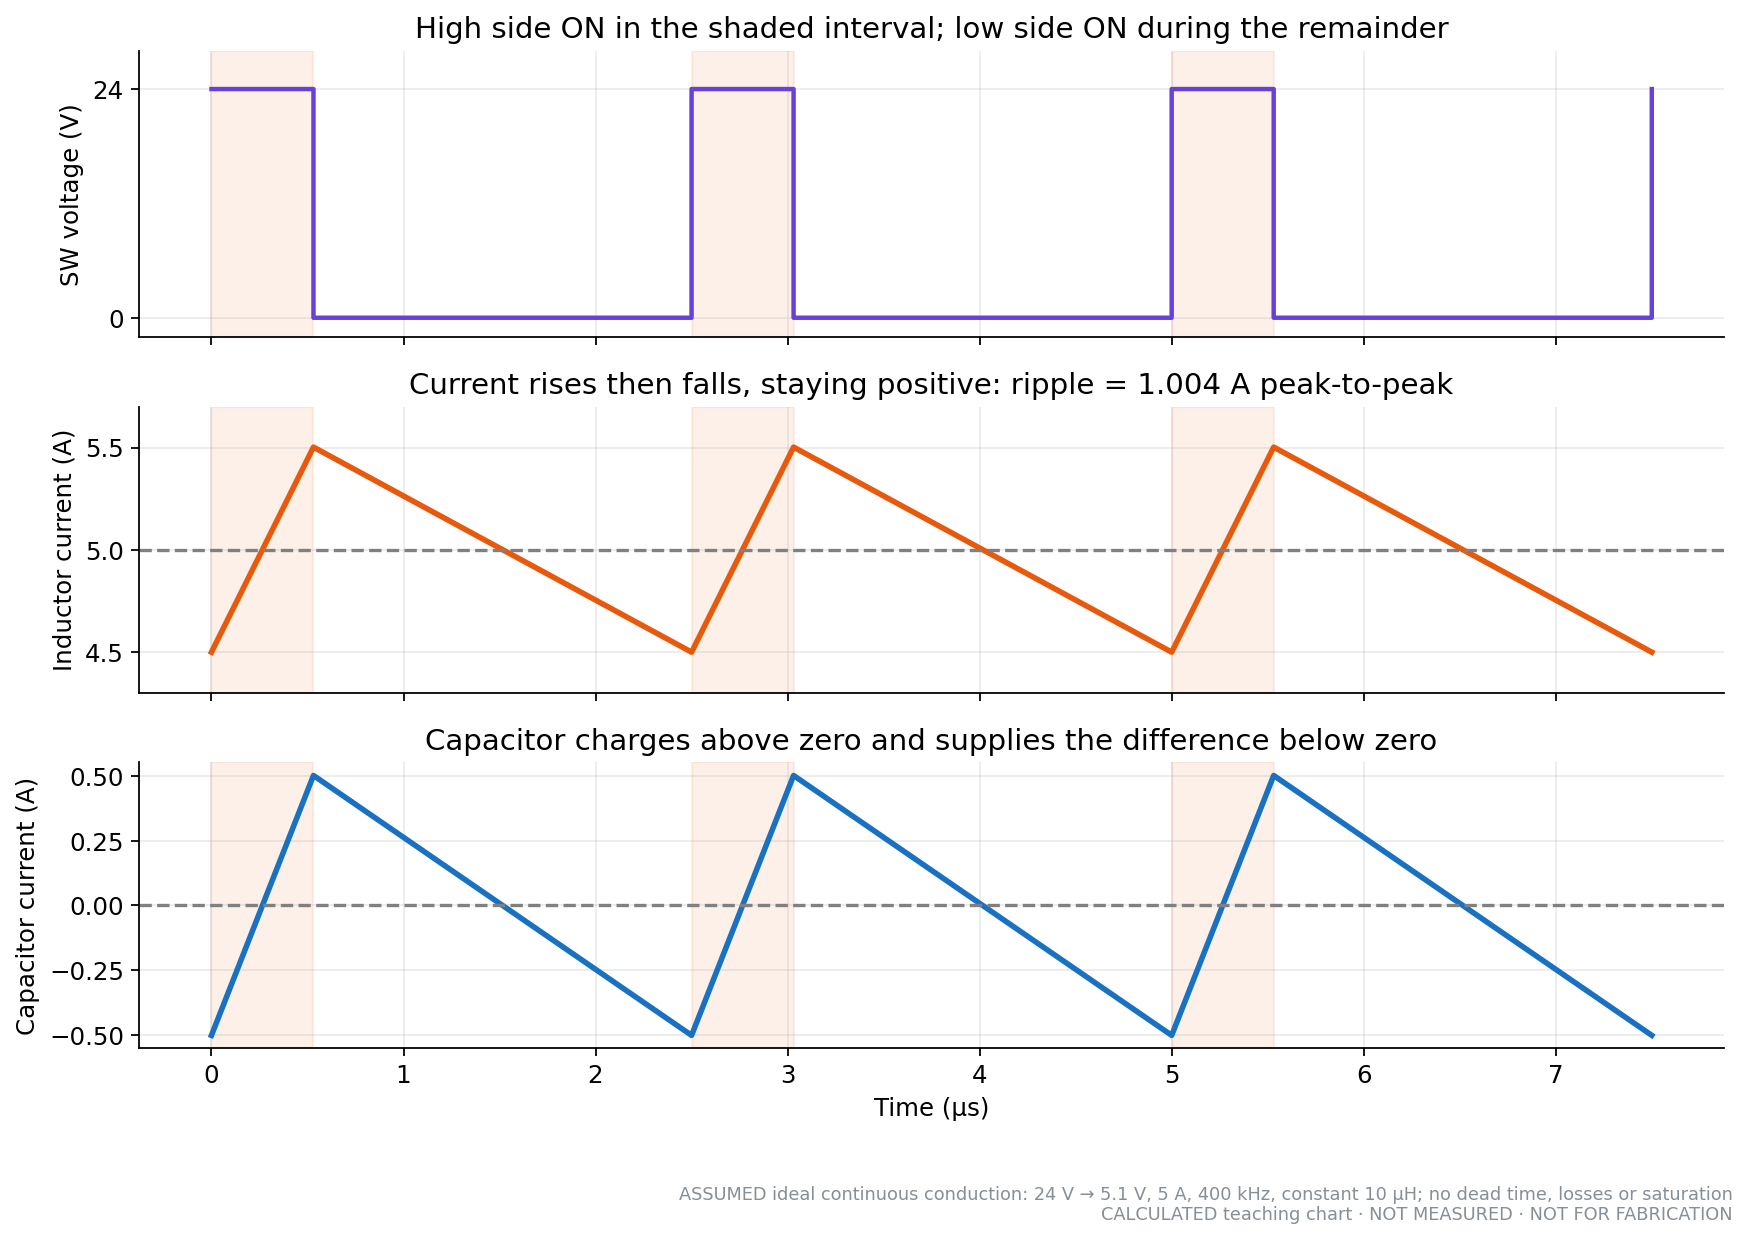 High side ON in the shaded interval; low side ON during the remainder
24
0
SW voltage (V)
Current rises then falls, staying positive: ripple = 1.004 A peak-to-peak
5.5
5.0
4.5
Inductor current (A)
Capacitor charges above zero and supplies the difference below zero
0.50
0.25
0.00
−0.25
−0.50
Capacitor current (A)
0 1 2 3 4 5 6 7
Time (µs)
ASSUMED ideal continuous conduction: 24 V → 5.1 V, 5 A, 400 kHz, constant 10 µH; no dead time, losses or saturation
CALCULATED teaching chart · NOT MEASURED · NOT FOR FABRICATION